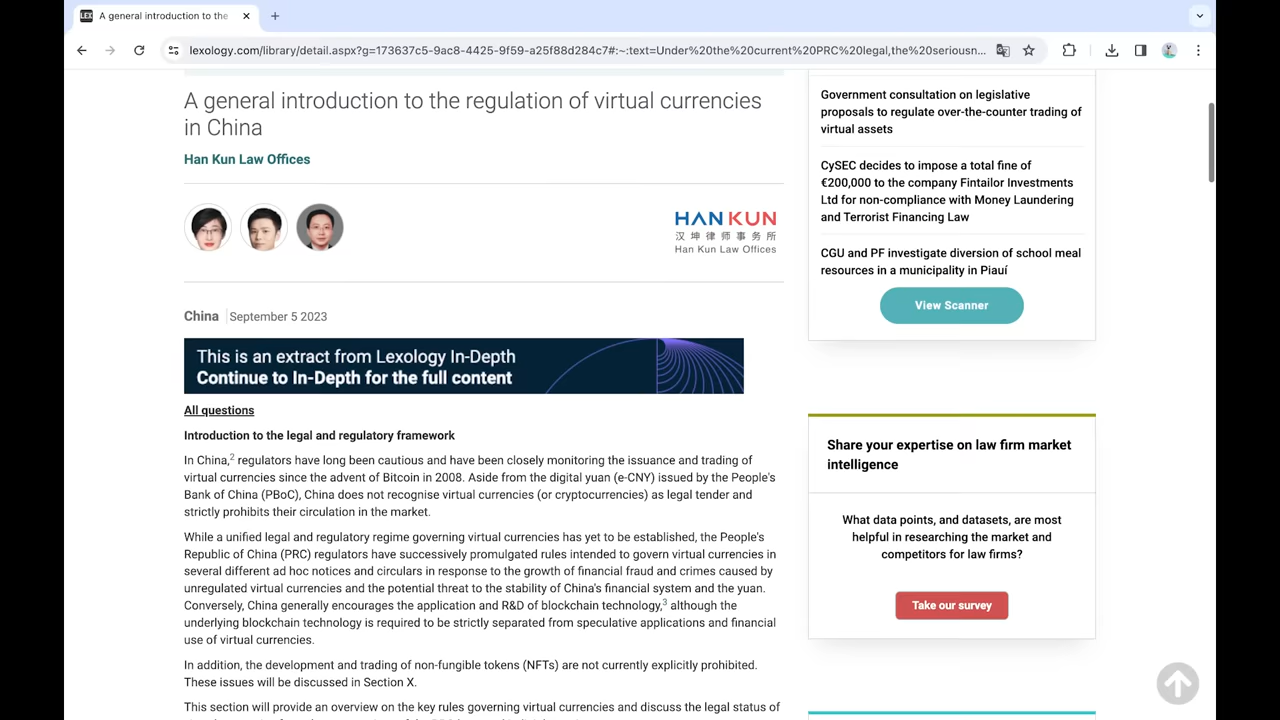 LEX A general introduction to the
lexology.com/library/detail.aspx?g=173637c5-9ac8-4425-9f59-a25f88d284c7#:~:text=Under%20the%20current%20PRC%20legal,the%20seriousn...
A general introduction to the regulation of virtual currencies
in China
Han Kun Law Offices
HAN KUN
汉坤律师事务所
Han Kun Law Offices
China September 5 2023
This is an extract from Lexology In-Depth
Continue to In-Depth for the full content
All questions
Introduction to the legal and regulatory framework
In China,2 regulators have long been cautious and have been closely monitoring the issuance and trading of
virtual currencies since the advent of Bitcoin in 2008. Aside from the digital yuan (e-CNY) issued by the People's
Bank of China (PBoC), China does not recognise virtual currencies (or cryptocurrencies) as legal tender and
strictly prohibits their circulation in the market.
While a unified legal and regulatory regime governing virtual currencies has yet to be established, the People's
Republic of China (PRC) regulators have successively promulgated rules intended to govern virtual currencies in
several different ad hoc notices and circulars in response to the growth of financial fraud and crimes caused by
unregulated virtual currencies and the potential threat to the stability of China's financial system and the yuan.
Conversely, China generally encourages the application and R&D of blockchain technology,3 although the
underlying blockchain technology is required to be strictly separated from speculative applications and financial
use of virtual currencies.
In addition, the development and trading of non-fungible tokens (NFTs) are not currently explicitly prohibited.
These issues will be discussed in Section X.
This section will provide an overview on the key rules governing virtual currencies and discuss the legal status of
Government consultation on legislative
proposals to regulate over-the-counter trading of
virtual assets
CySEC decides to impose a total fine of
€200,000 to the company Fintailor Investments
Ltd for non-compliance with Money Laundering
and Terrorist Financing Law
CGU and PF investigate diversion of school meal
resources in a municipality in Piauí
View Scanner
Share your expertise on law firm market
intelligence
What data points, and datasets, are most
helpful in researching the market and
competitors for law firms?
Take our survey